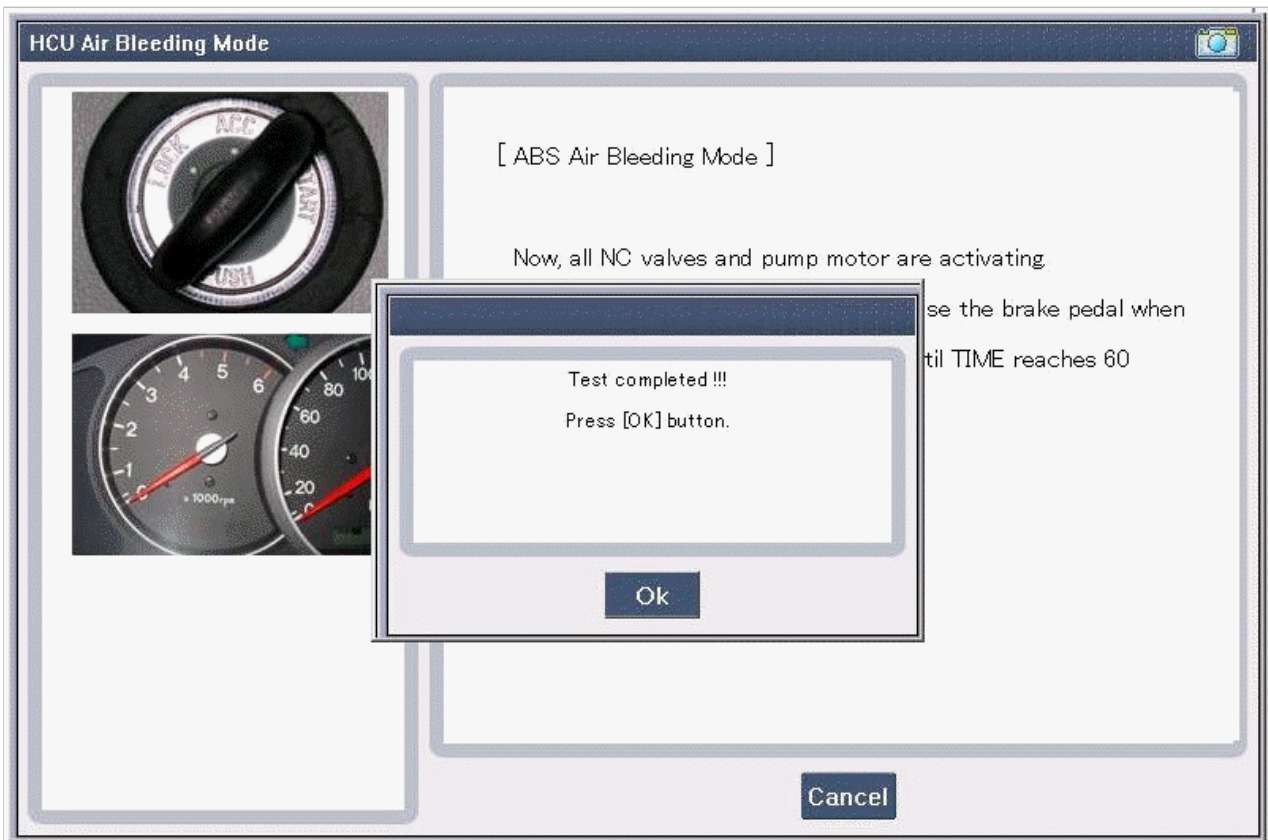 HCU Air Bleeding Mode
LOCK
ACC
START
PUSH
1
2
3
4
5
6
x 1000rpm
0
20
40
60
80
100
[ ABS Air Bleeding Mode ]
Now, all NC valves and pump motor are activating.
se the brake pedal when
til TIME reaches 60
Test completed !!!
Press [OK] button.
Ok
Cancel